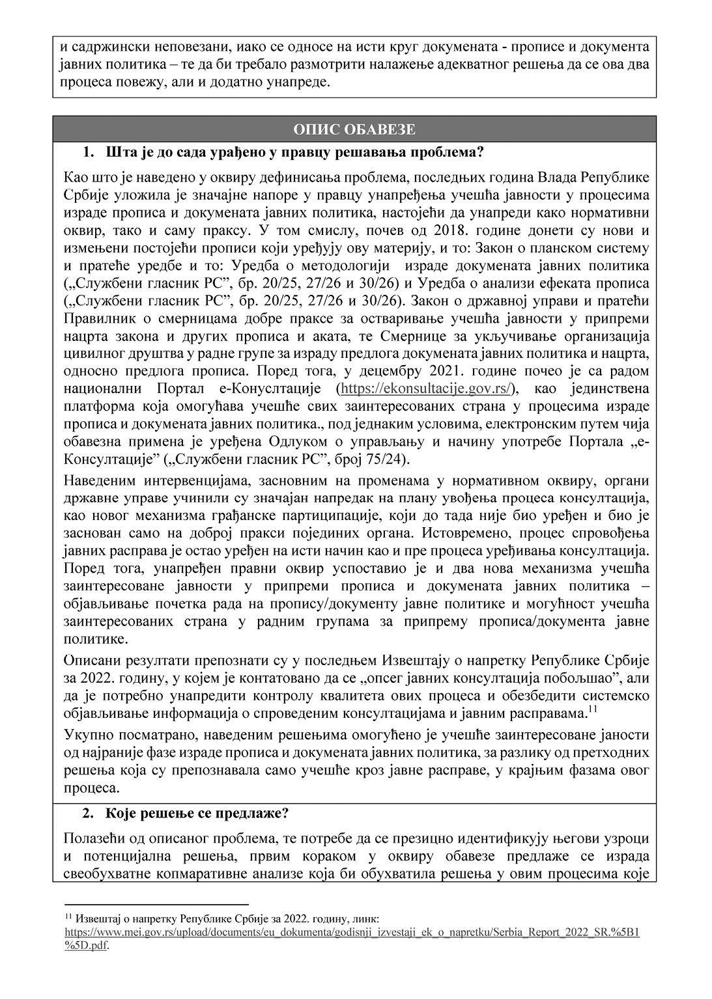 и садржински неповезани, иако се односе на исти круг докумената - прописе и документа
јавних политика – те да би требало размотрити налажење адекватног решења да се ова два
процеса повежу, али и додатно унапреде.
ОПИС ОБАВЕЗЕ
1. Шта је до сада урађено у правцу решавања проблема?
Као што је наведено у оквиру дефинисања проблема, последњих година Влада Републике
Србије уложила је значајне напоре у правцу унапређења учешћа јавности у процесима
израде прописа и докумената јавних политика, настојећи да унапреди како нормативни
оквир, тако и саму праксу. У том смислу, почев од 2018. године донети су нови и
измењени постојећи прописи који уређују ову материју, и то: Закон о планском систему
и пратеће уредбе и то: Уредба о методологији израде докумената јавних политика
(„Службени гласник РС”, бр. 20/25, 27/26 и 30/26) и Уредба о анализи ефеката прописа
(„Службени гласник РС”, бр. 20/25, 27/26 и 30/26). Закон о државној управи и пратећи
Правилник о смерницама добре праксе за остваривање учешћа јавности у припреми
нацрта закона и других прописа и аката, те Смернице за укључивање организација
цивилног друштва у радне групе за израду предлога докумената јавних политика и нацрта,
односно предлога прописа. Поред тога, у децембру 2021. године почео је са радом
национални Портал е-Конуслтације (https://ekonsultacije.gov.rs/), као јединствена
платформа која омогућава учешће свих заинтересованих страна у процесима израде
прописа и докумената јавних политика., под једнаким условима, електронским путем чија
обавезна примена је уређена Одлуком о управљању и начину употребе Портала „е-
Консултације” („Службени гласник РС”, број 75/24).
Наведеним интервенцијама, засновним на променама у нормативном оквиру, органи
државне управе учинили су значајан напредак на плану увођења процеса консултација,
као новог механизма грађанске партиципације, који до тада није био уређен и био је
заснован само на доброј пракси појединих органа. Истовремено, процес спровођења
јавних расправа је остао уређен на исти начин као и пре процеса уређивања консултација.
Поред тога, унапређен правни оквир успоставио је и два нова механизма учешћа
заинтересоване јавности у припреми прописа и докумената јавних политика –
објављивање почетка рада на пропису/документу јавне политике и могућност учешћа
заинтересованих страна у радним групама за припрему прописа/документа јавне
политике.
Описани резултати препознати су у последњем Извештају о напретку Републике Србије
за 2022. годину, у којем је контатовано да се „опсег јавних консултација побољшао”, али
да је потребно унапредити контролу квалитета ових процеса и обезбедити системско
објављивање информација о спроведеним консултацијама и јавним расправама.11
Укупно посматрано, наведеним решењима омогућено је учешће заинтересоване јаности
од најраније фазе израде прописа и докумената јавних политика, за разлику од претходних
решења која су препознавала само учешће кроз јавне расправе, у крајњим фазама овог
процеса.
2. Које решење се предлаже?
Полазећи од описаног проблема, те потребе да се презицно идентификују његови узроци
и потенцијална решења, првим кораком у оквиру обавезе предлаже се израда
свеобухватне копмаративне анализе која би обухватила решења у овим процесима које
11 Извештај о напретку Републике Србије за 2022. годину, линк:
https://www.mei.gov.rs/upload/documents/eu_dokumenta/godisnji_izvestaji_ek_o_napretku/Serbia_Report_2022_SR.%5B1
%5D.pdf.